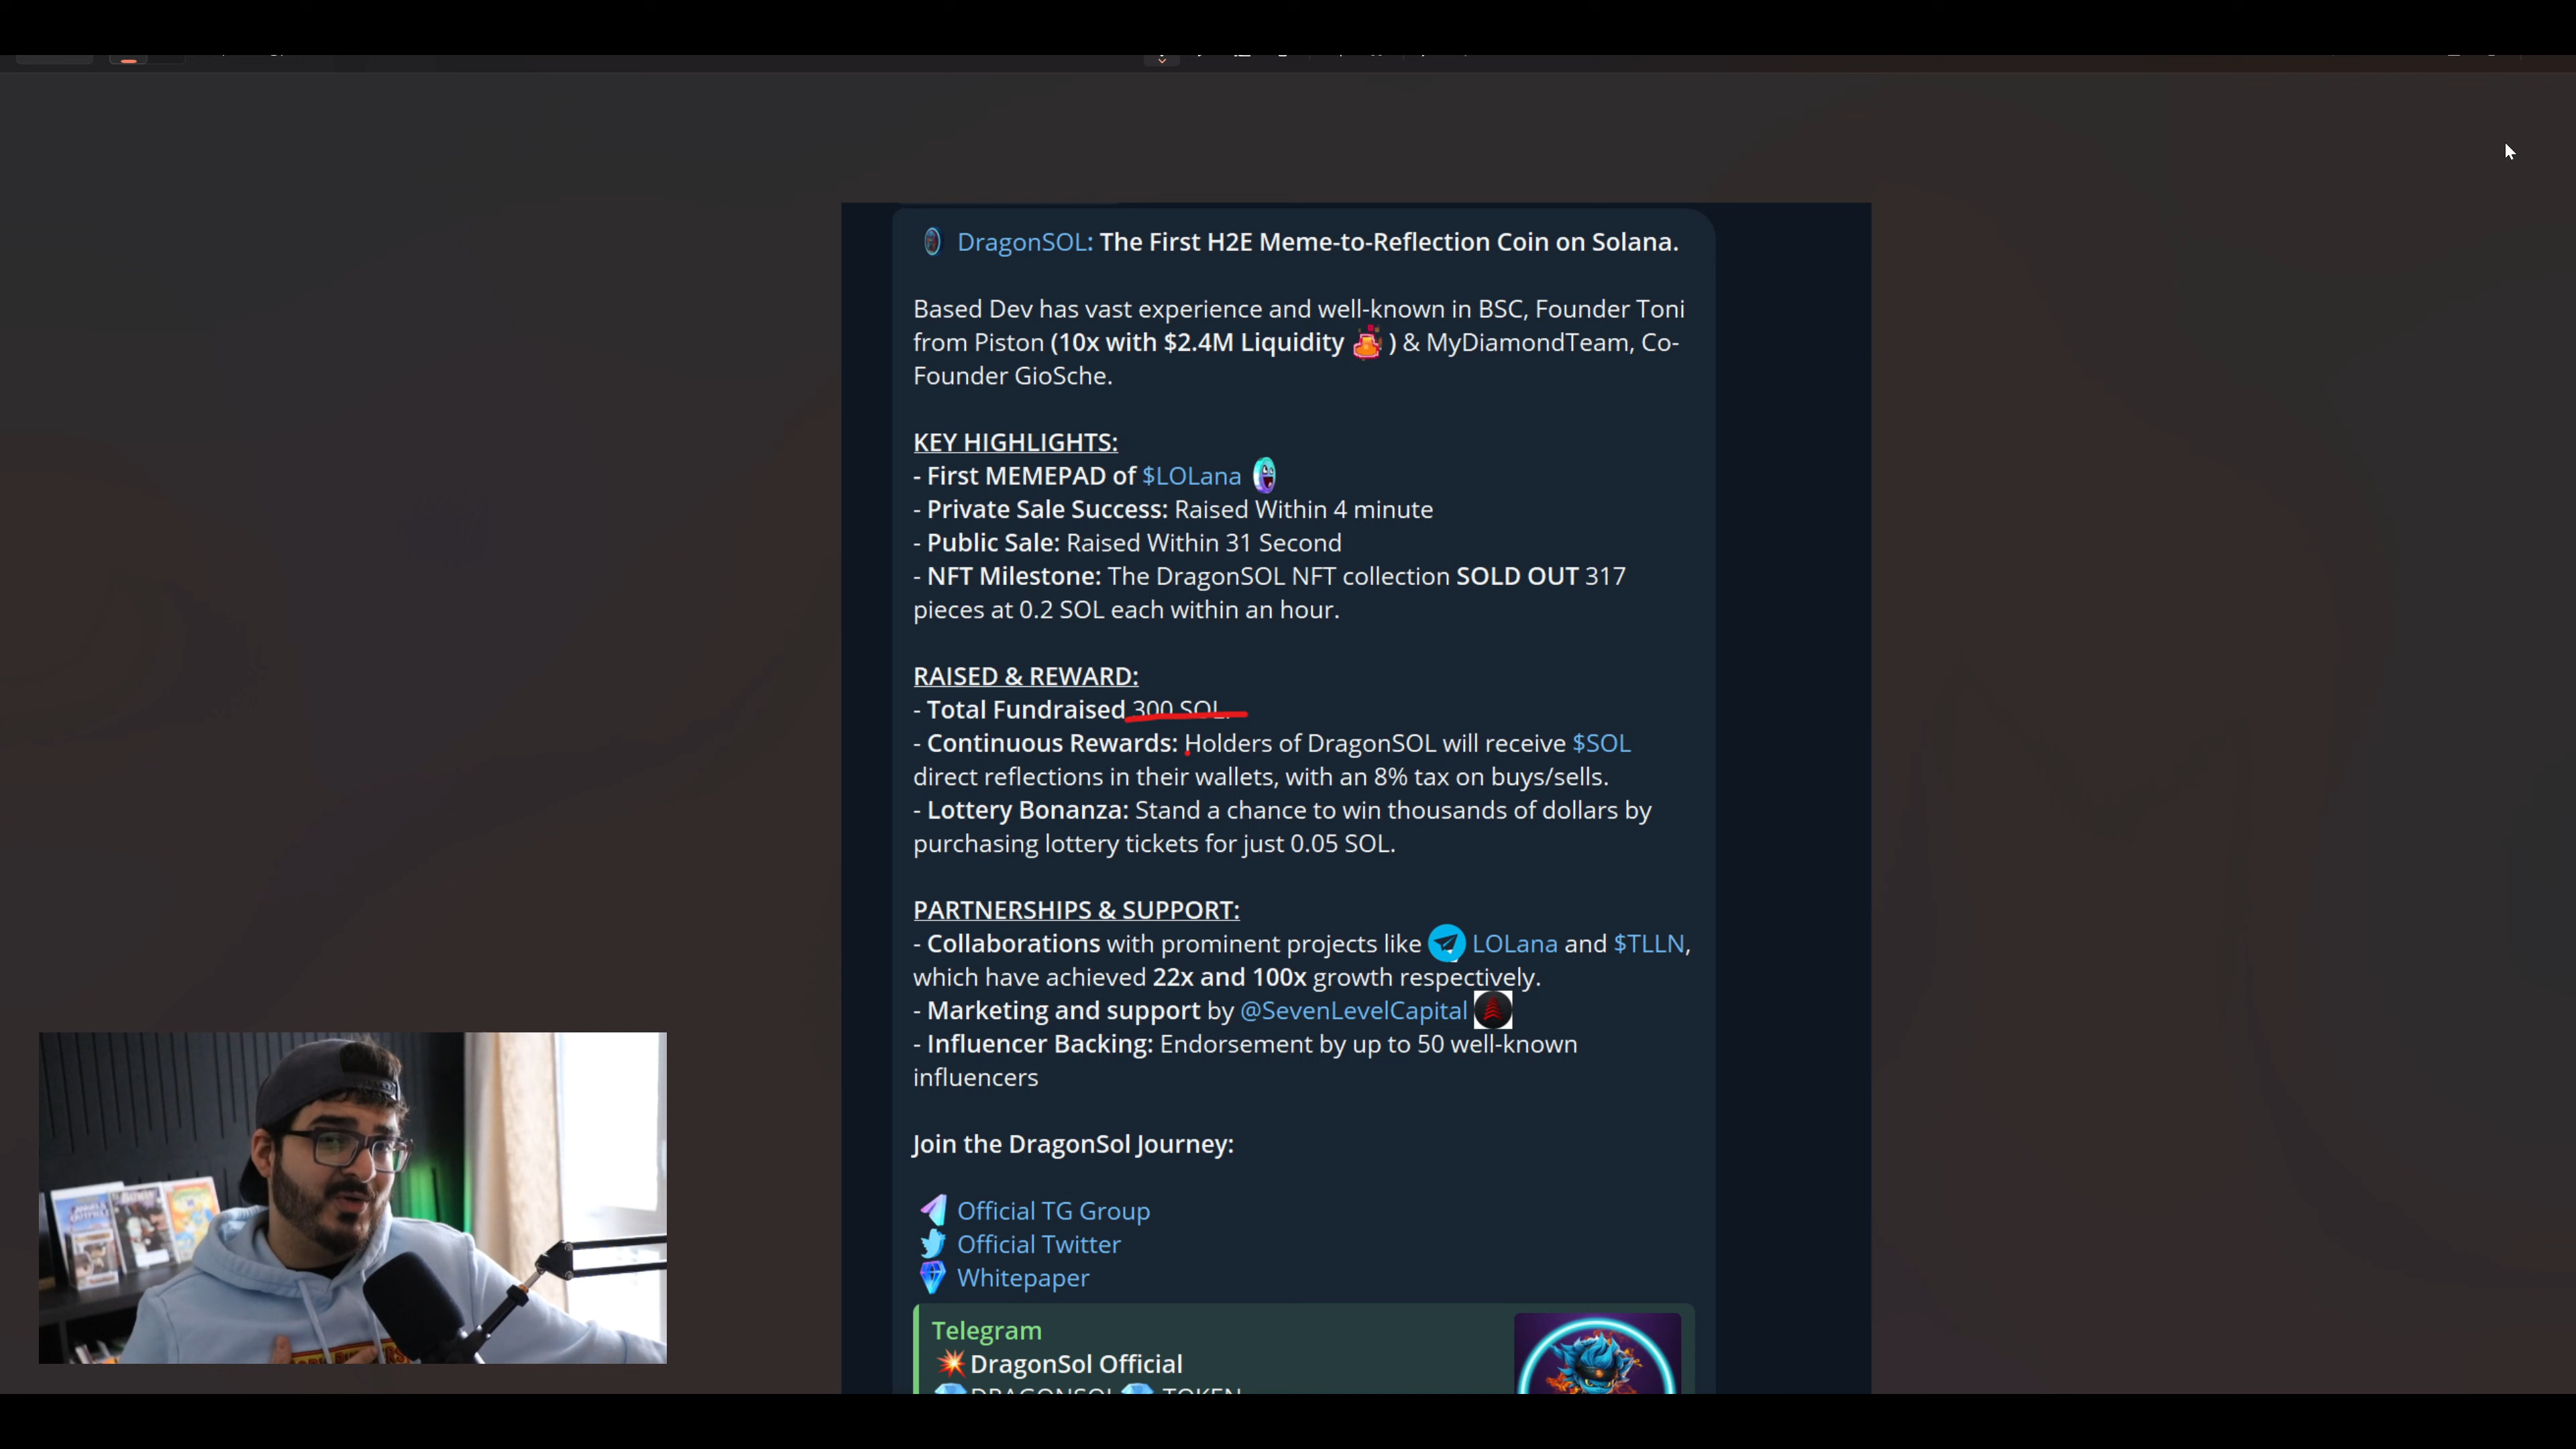 DragonSOL: The First H2E Meme-to-Reflection Coin on Solana.
Based Dev has vast experience and well-known in BSC, Founder Toni
from Piston (10x with $2.4M Liquidity ) & MyDiamondTeam, Co-
Founder GioSche.
KEY HIGHLIGHTS:
- First MEMEPAD of $LOLana
- Private Sale Success: Raised Within 4 minute
- Public Sale: Raised Within 31 Second
- NFT Milestone: The DragonSOL NFT collection SOLD OUT 317
pieces at 0.2 SOL each within an hour.
RAISED & REWARD:
- Total Fundraised 300 SOL.
- Continuous Rewards: Holders of DragonSOL will receive $SOL
direct reflections in their wallets, with an 8% tax on buys/sells.
- Lottery Bonanza: Stand a chance to win thousands of dollars by
purchasing lottery tickets for just 0.05 SOL.
PARTNERSHIPS & SUPPORT:
- Collaborations with prominent projects like LOLana and $TLLN,
which have achieved 22x and 100x growth respectively.
- Marketing and support by @SevenLevelCapital
- Influencer Backing: Endorsement by up to 50 well-known
influencers
Join the DragonSol Journey:
Official TG Group
Official Twitter
Whitepaper
Telegram
DragonSol Official
DRAGONSOL TOKEN